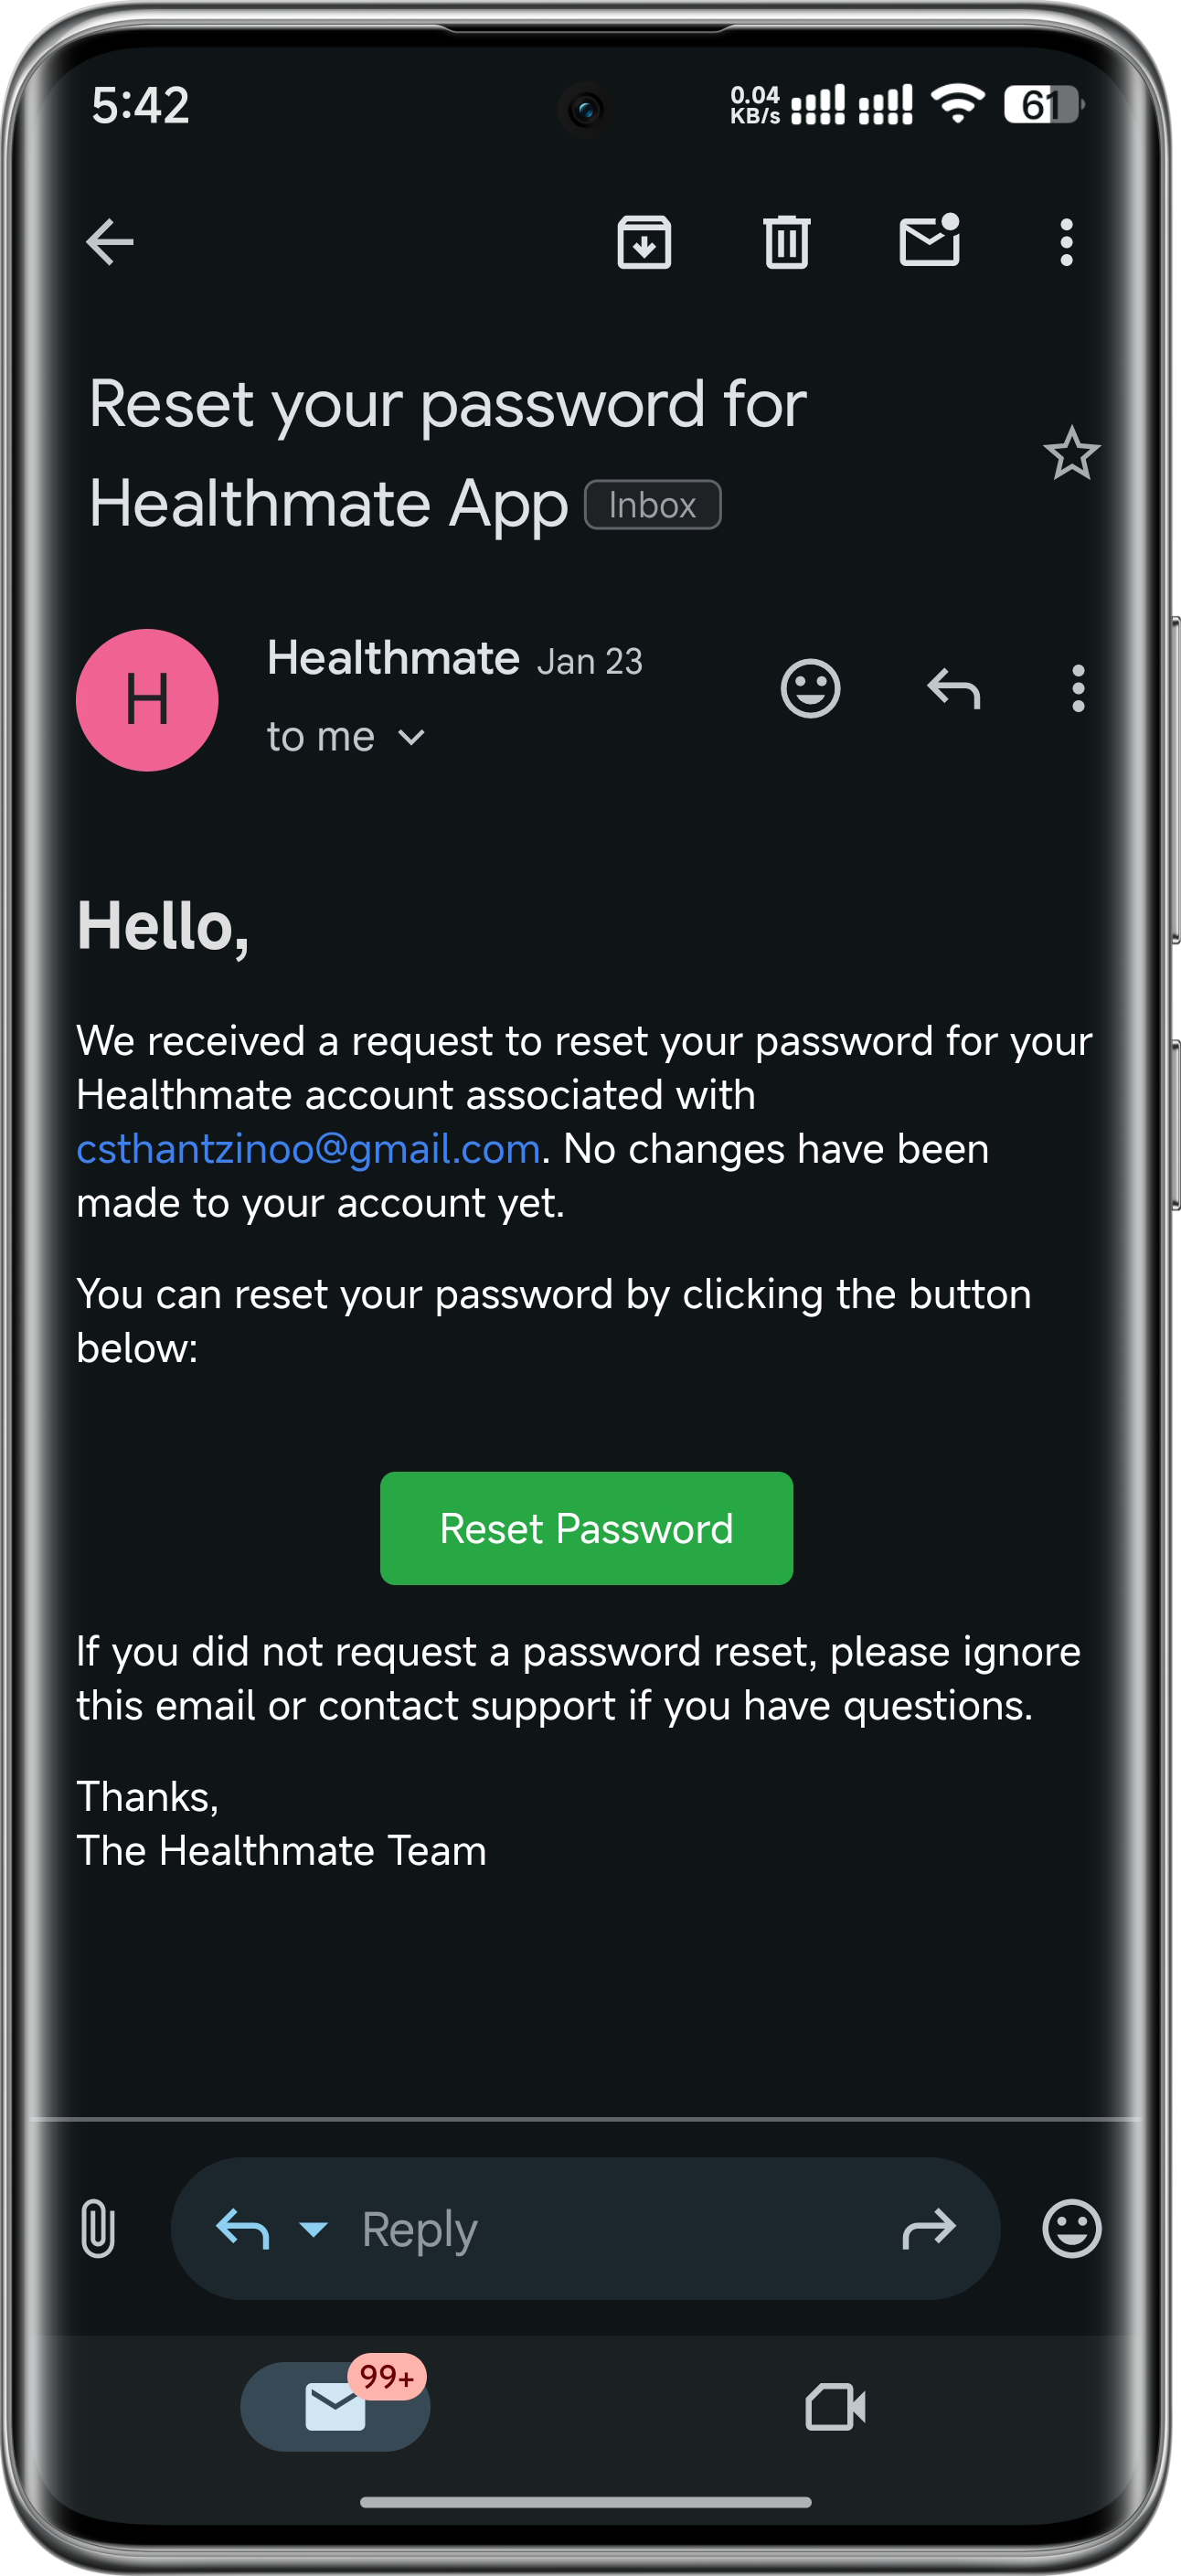 5:42
0.04
KB/s
61
Reset your password for
Healthmate App Inbox
H
Healthmate Jan 23
to me
Hello,
We received a request to reset your password for your
Healthmate account associated with
csthantzinoo@gmail.com. No changes have been
made to your account yet.
You can reset your password by clicking the button
below:
Reset Password
If you did not request a password reset, please ignore
this email or contact support if you have questions.
Thanks,
The Healthmate Team
Reply
99+